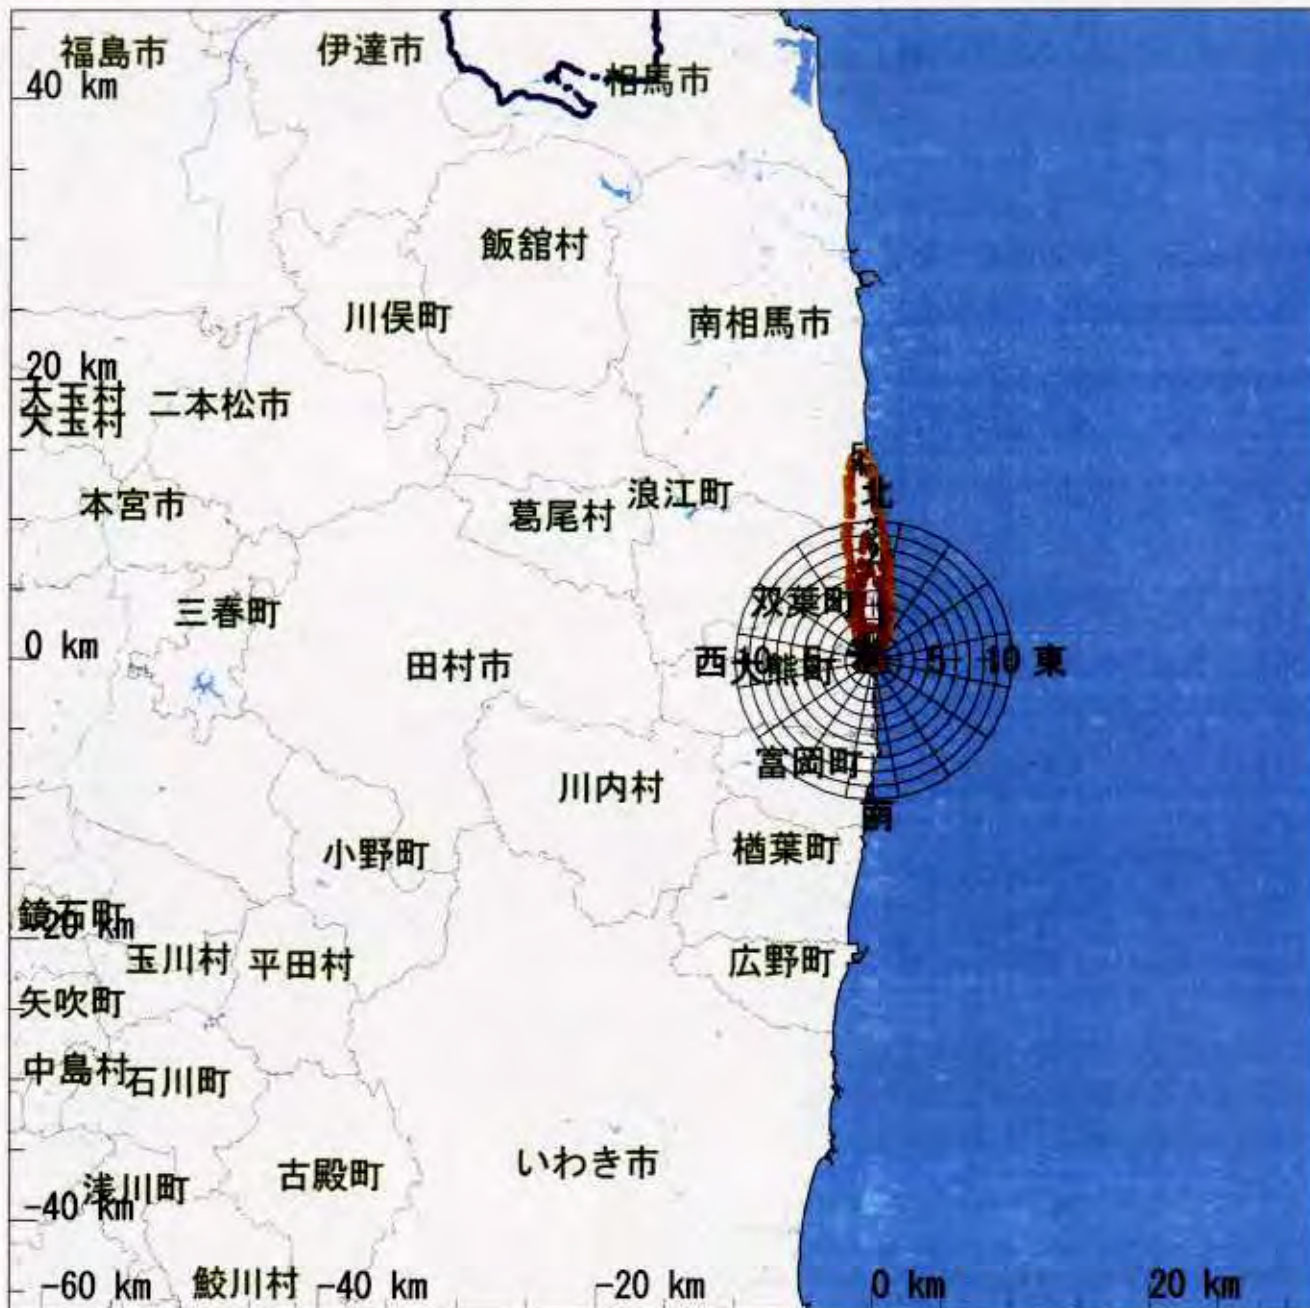 福島市
伊達市
相馬市
40 km
飯舘村
川俣町
南相馬市
20 km
大玉村
二本松市
大玉村
浪江町
北
本宮市
葛尾村
双葉町
三春町
0 km
田村市
西 10 5 5 10 東
大熊町
富岡町
川内村
南
小野町
楢葉町
鏡石町
-20 km
玉川村
平田村
広野町
矢吹町
中島村
石川町
いわき市
古殿町
浅川町
-40 km
鮫川村
-60 km
-40 km
-20 km
0 km
20 km